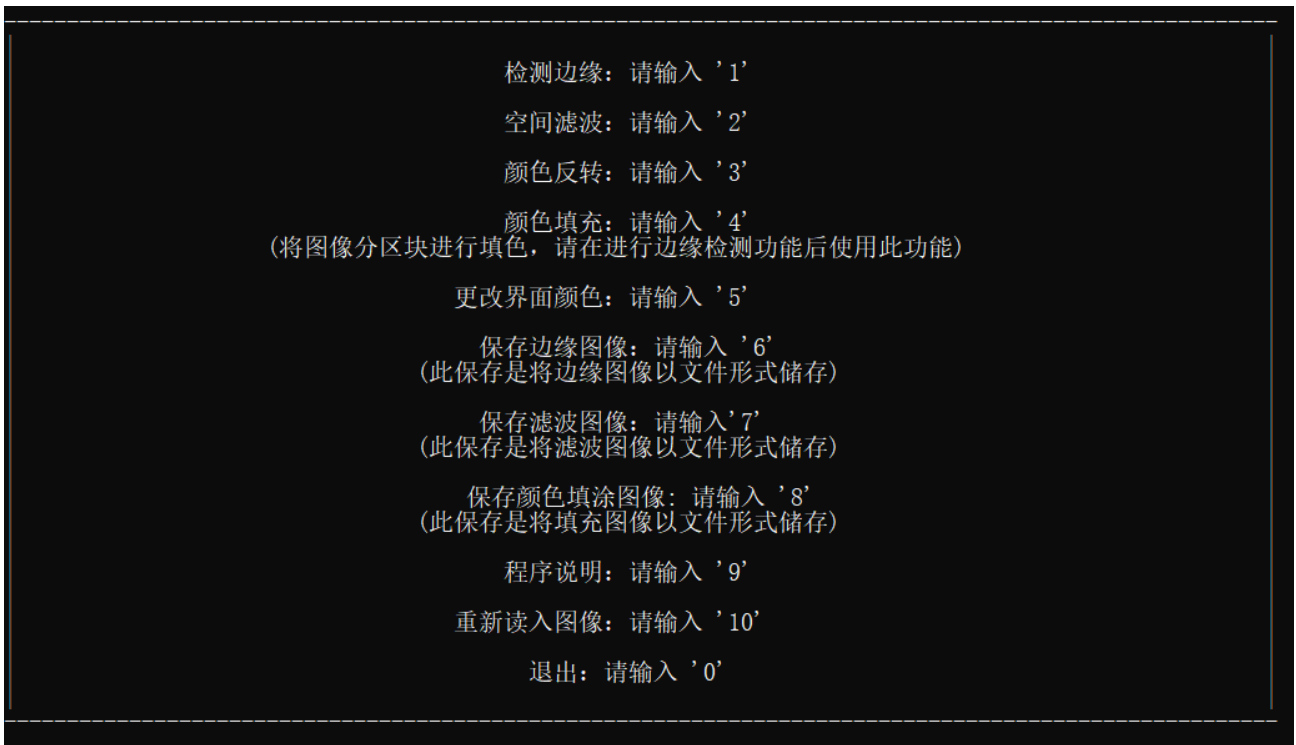 检测边缘：请输入 '1'
空间滤波：请输入 '2'
颜色反转：请输入 '3'
颜色填充：请输入 '4'
(将图像分区块进行填色，请在进行边缘检测功能后使用此功能)
更改界面颜色：请输入 '5'
保存边缘图像：请输入 '6'
(此保存是将边缘图像以文件形式储存)
保存滤波图像：请输入'7'
(此保存是将滤波图像以文件形式储存)
保存颜色填涂图像: 请输入 '8'
(此保存是将填充图像以文件形式储存)
程序说明：请输入 '9'
重新读入图像：请输入 '10'
退出：请输入 '0'